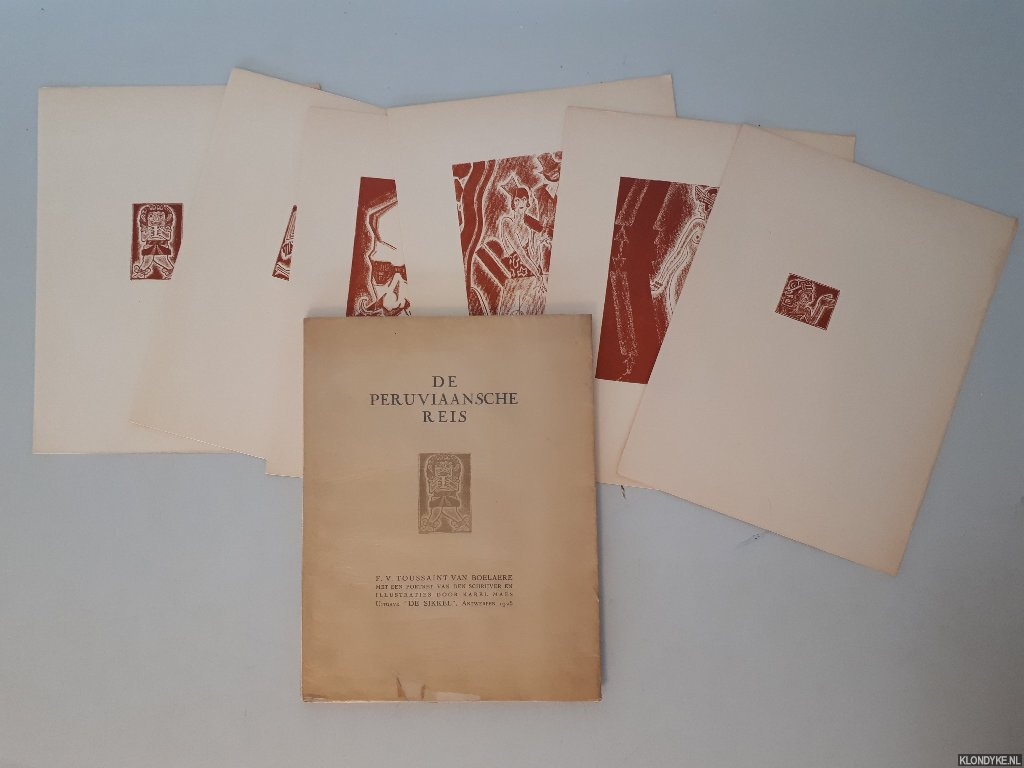 DE
PERUVIAANSCHE
REIS
F. V. TOUSSAINT VAN BOELAERE
MET EEN PORTRET VAN DEN SCHRIJVER EN
ILLUSTRATIES DOOR KAREL MAES
UITGAVE "DE SIKKEL", ANTWERPEN 1928
KLONDYKE.NL